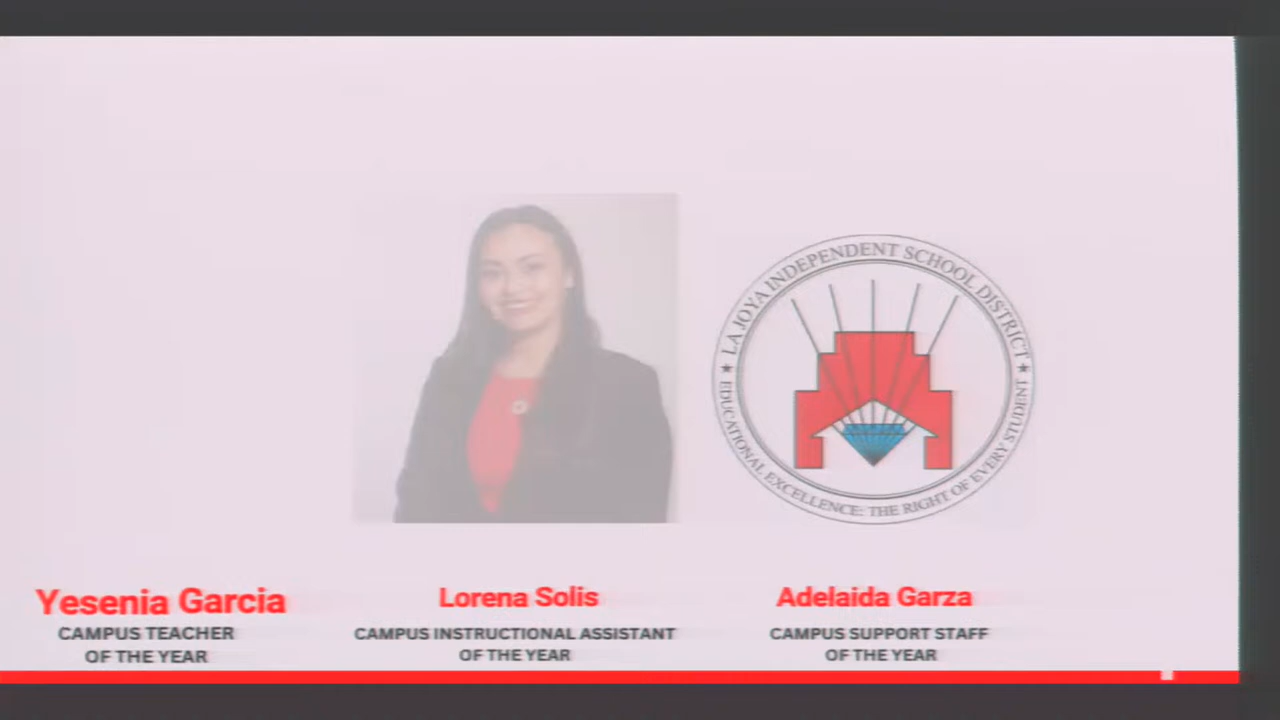 LA JOYA INDEPENDENT SCHOOL DISTRICT
EDUCATIONAL EXCELLENCE: THE RIGHT OF EVERY STUDENT
Yesenia Garcia
CAMPUS TEACHER
OF THE YEAR
Lorena Solis
CAMPUS INSTRUCTIONAL ASSISTANT
OF THE YEAR
Adelaida Garza
CAMPUS SUPPORT STAFF
OF THE YEAR